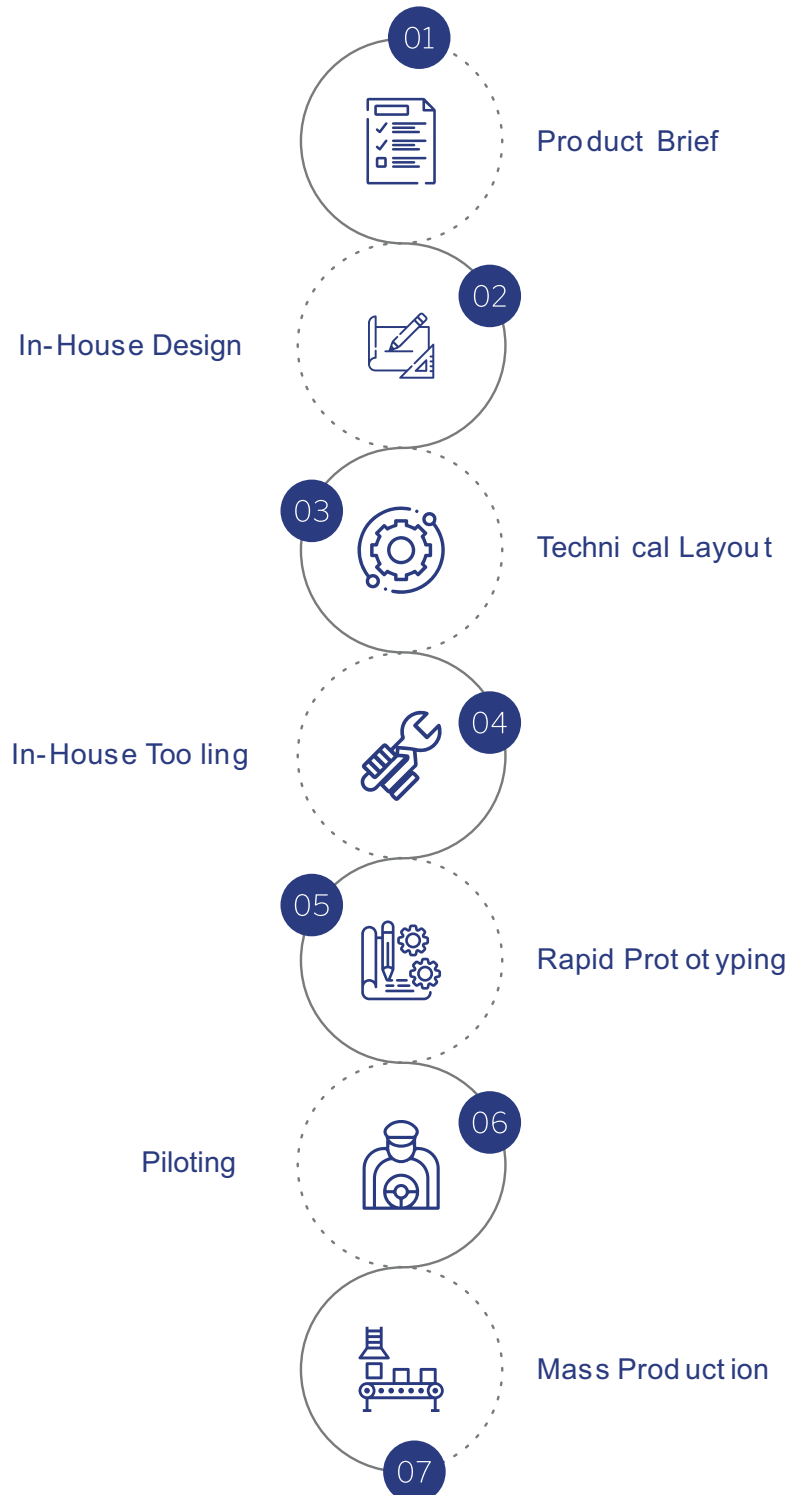 01
Product Brief
02
In-House Design
03
Technical Layout
04
In-House Tooling
05
Rapid Prototyping
06
Piloting
07
Mass Production